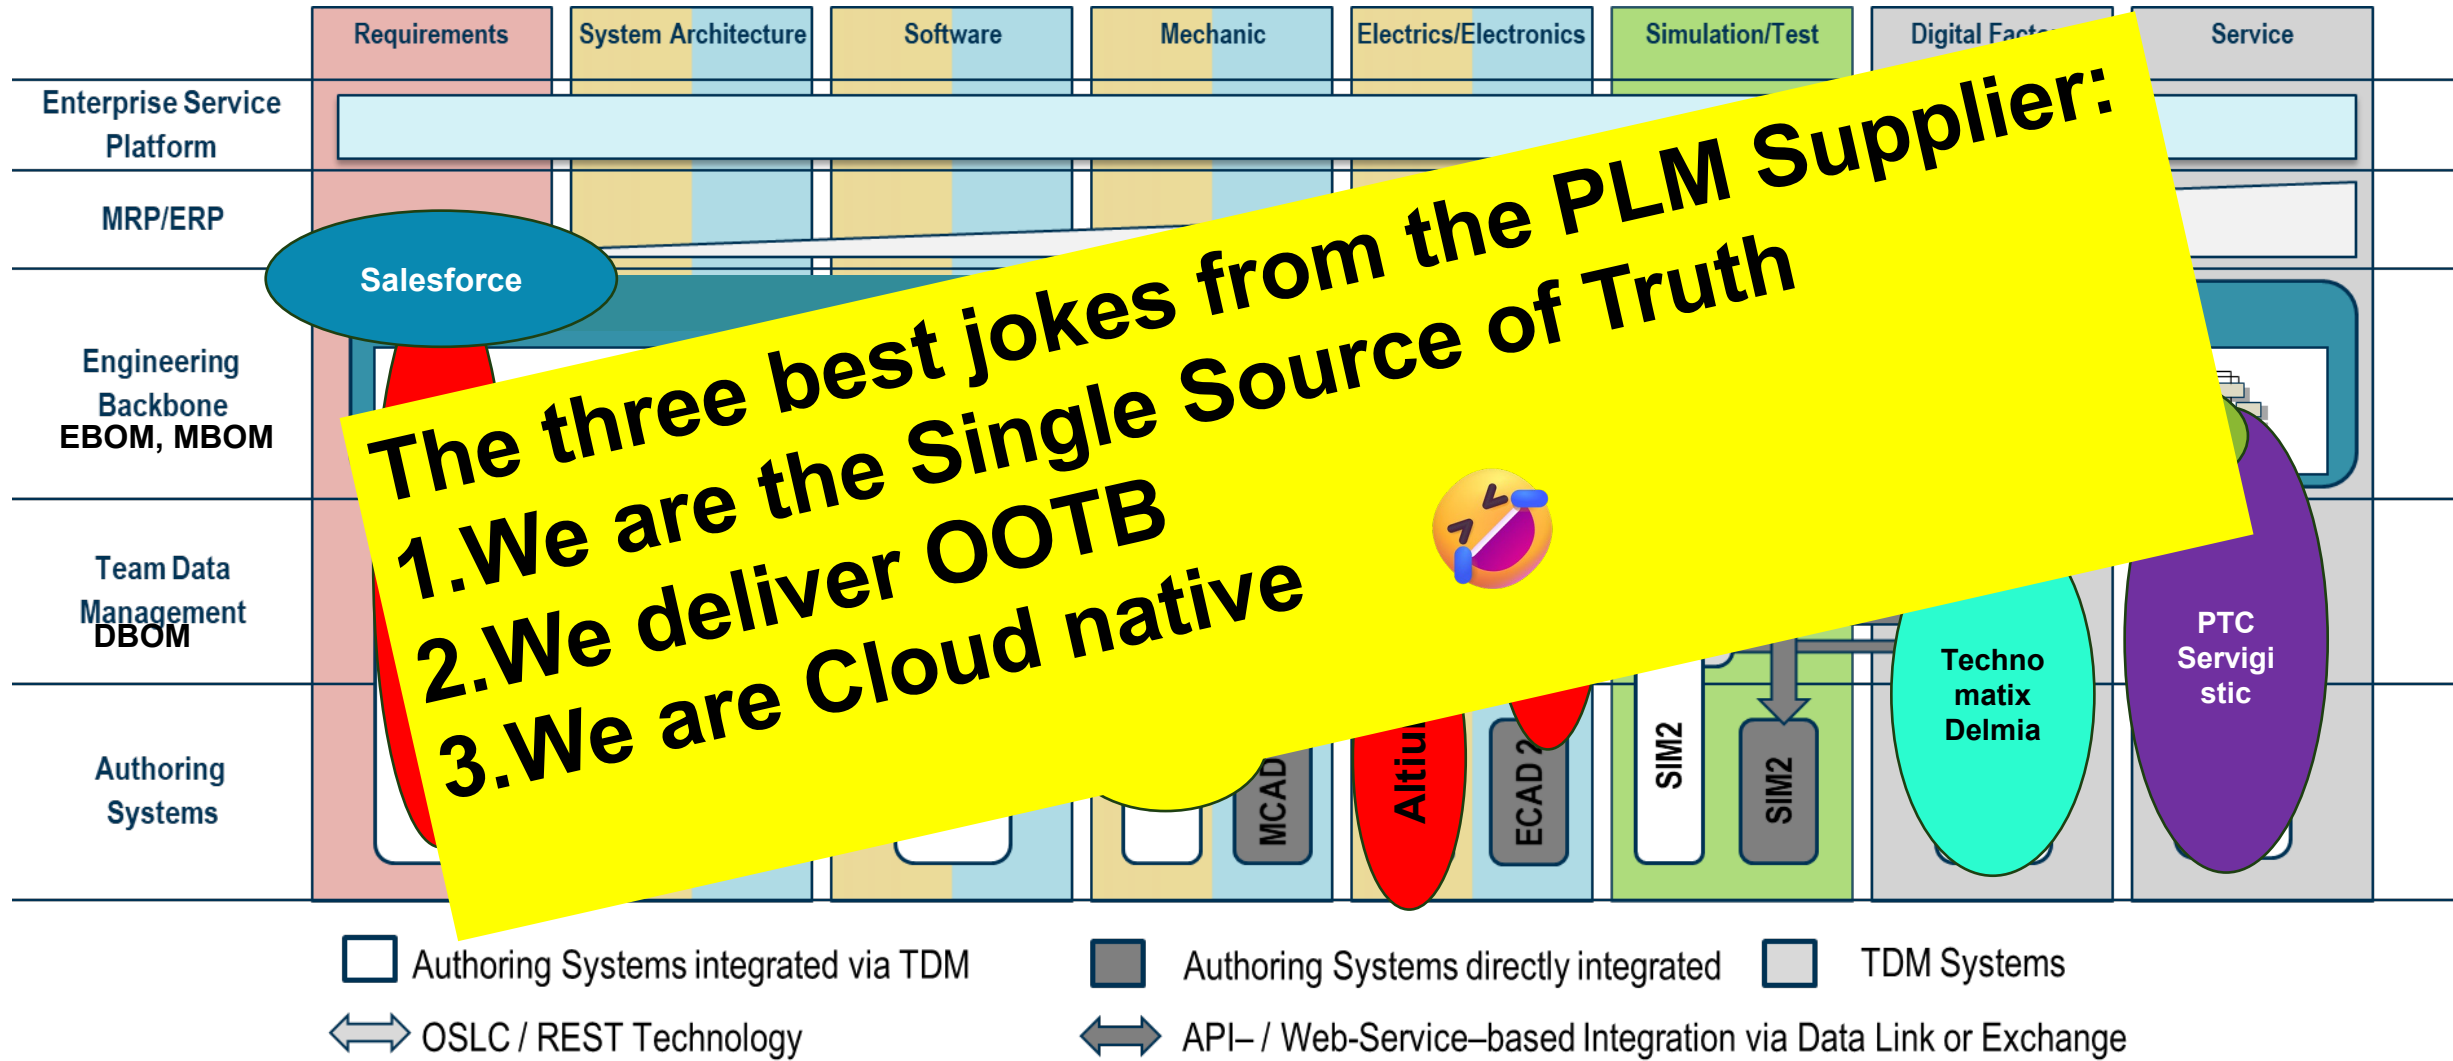 Requirements
System Architecture
Software
Mechanic
Electrics/Electronics
Simulation/Test
Digital
Service
Enterprise Service
Platform
MRP/ERP
Engineering
Backbone
EBOM, MBOM
Team Data
Management
DBOM
Authoring
Systems
Salesforce
The three best jokes from the PLM Supplier:
1.We are the Single Source of Truth
2.We deliver OOTB
3.We are Cloud native
MCAD
Altiu
ECAD 2
SIM2
SIM2
Techno
matix
Delmia
PTC
Servigi
stic
Authoring Systems integrated via TDM
Authoring Systems directly integrated
TDM Systems
OSLC / REST Technology
API– / Web-Service–based Integration via Data Link or Exchange